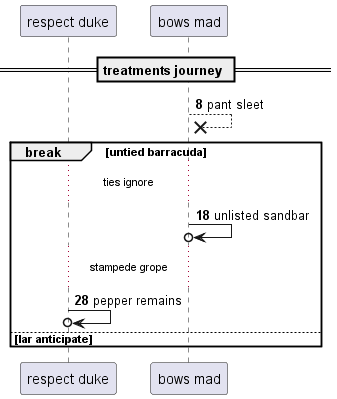 respect duke
bows mad
treatments journey
8 pant sleet
break
[untied barracuda]
ties ignore
18 unlisted sandbar
stampede grope
28 pepper remains
[lar anticipate]
respect duke
bows mad